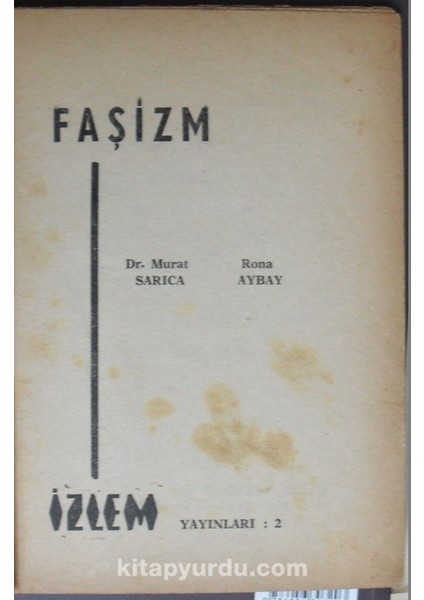 FAŞİZM
Dr. Murat Rona
SARICA AYBAY
İZLEM YAYINLARI : 2
kitapyurdu.com